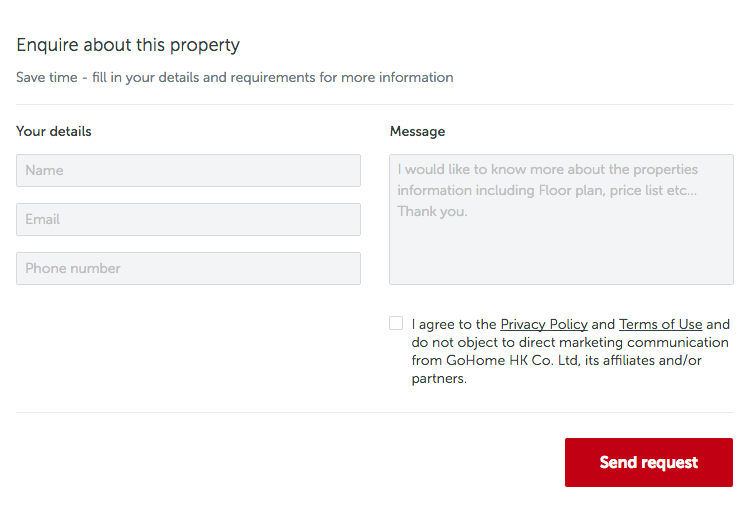 Enquire about this property
Save time - fill in your details and requirements for more information
Your details
Name
Email
Phone number
Message
I would like to know more about the properties
information including Floor plan, price list etc...
Thank you.
I agree to the Privacy Policy and Terms of Use and
do not object to direct marketing communication
from GoHome HK Co. Ltd, its affiliates and/or
partners.
Send request